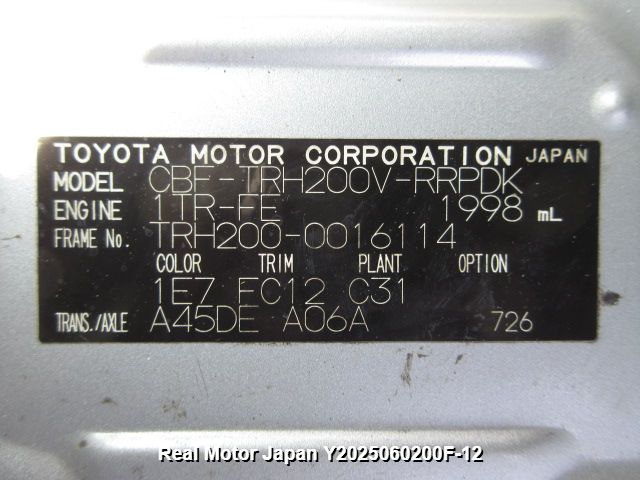 TOYOTA MOTOR CORPORATION JAPAN
MODEL CBF-TRH200V-RRPDK
ENGINE 1TR-FE 1998 mL
FRAME No. TRH200-0016114
COLOR TRIM PLANT OPTION
1E7 FC12 C31
TRANS./AXLE A45DE A06A 726
Real Motor Japan Y2025060200F-12